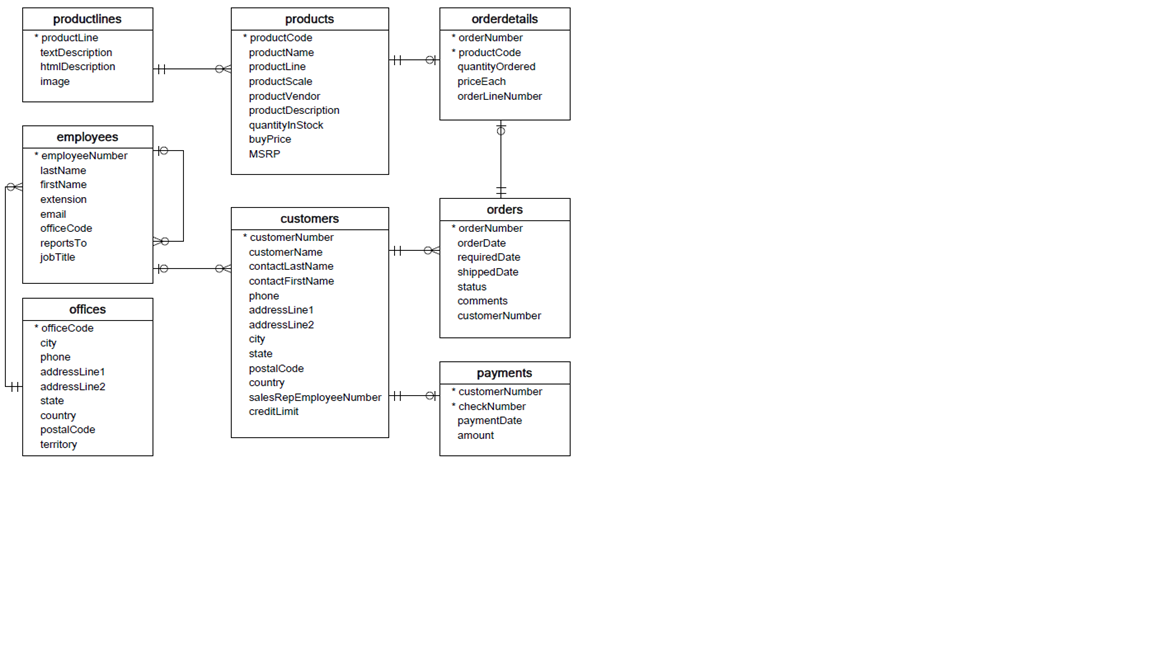 productlines
* productLine
textDescription
htmlDescription
image
products
* productCode
productName
productLine
productScale
productVendor
productDescription
quantityInStock
buyPrice
MSRP
orderdetails
* orderNumber
* productCode
quantityOrdered
priceEach
orderLineNumber
employees
* employeeNumber
lastName
firstName
extension
email
officeCode
reportsTo
jobTitle
customers
* customerNumber
customerName
contactLastName
contactFirstName
phone
addressLine1
addressLine2
city
state
postalCode
country
salesRepEmployeeNumber
creditLimit
orders
* orderNumber
orderDate
requiredDate
shippedDate
status
comments
customerNumber
offices
* officeCode
city
phone
addressLine1
addressLine2
state
country
postalCode
territory
payments
* customerNumber
* checkNumber
paymentDate
amount